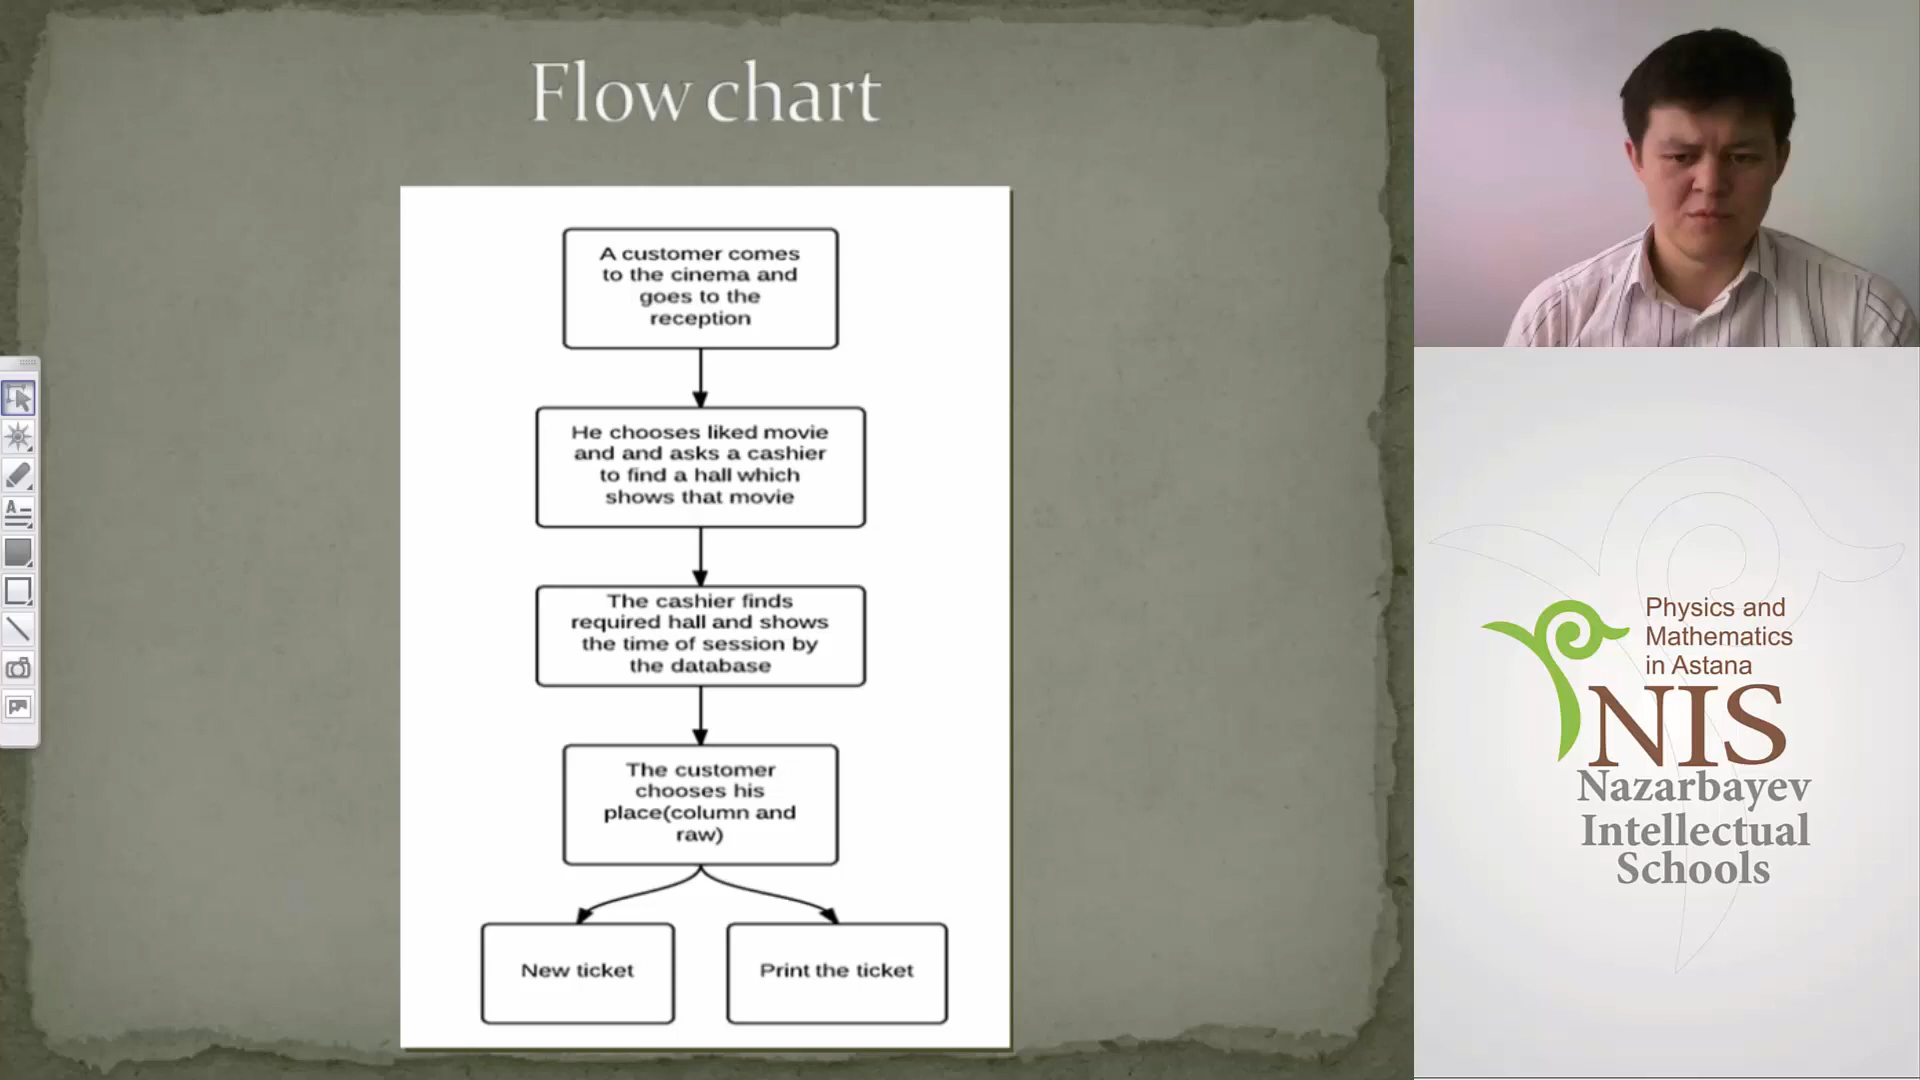 Flow chart
A customer comes
to the cinema and
goes to the
reception
He chooses liked movie
and and asks a cashier
to find a hall which
shows that movie
The cashier finds
required hall and shows
the time of session by
the database
The customer
chooses his
place(column and
raw)
New ticket
Print the ticket
Physics and
Mathematics
in Astana
NIS
Nazarbayev
Intellectual
Schools